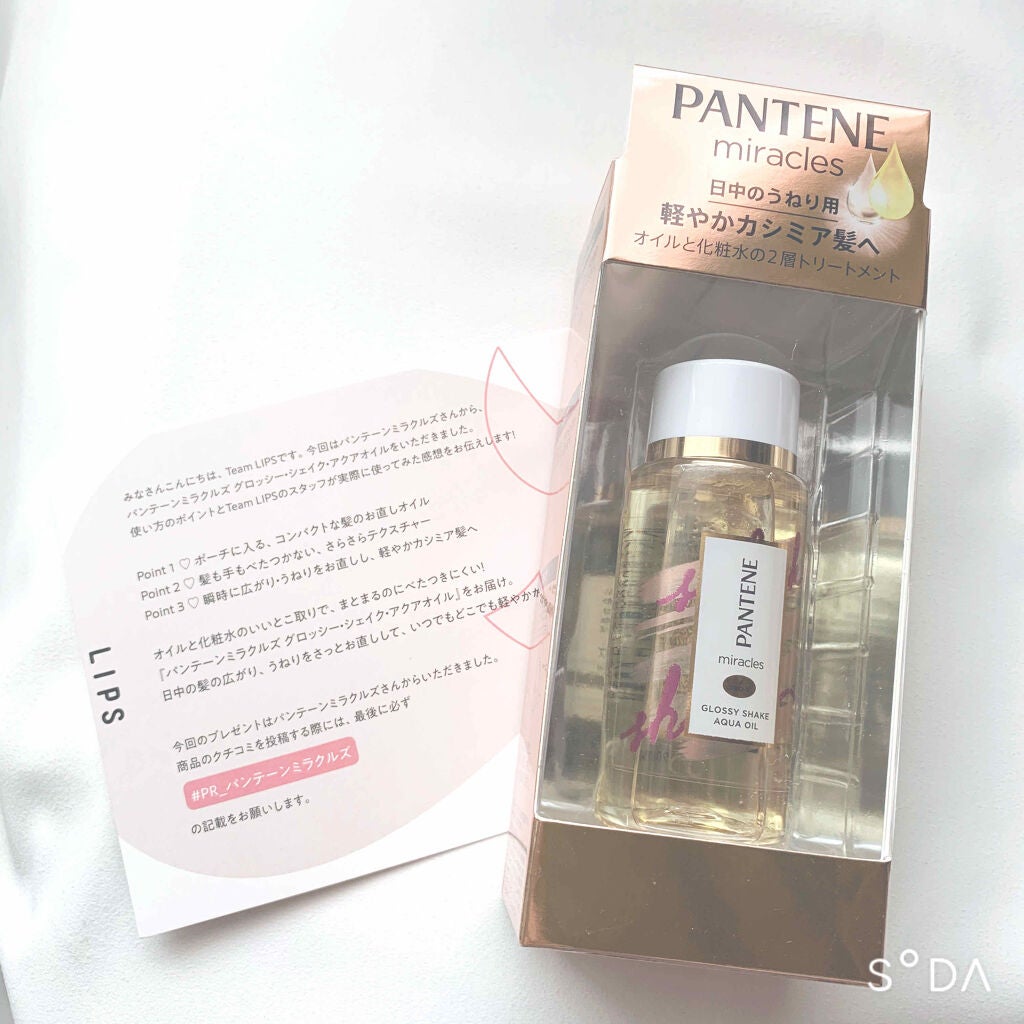 PANTENE
miracles
日中のうねり用
軽やかカシミア髪へ
オイルと化粧水の2層トリートメント
PANTENE
miracles
GLOSSY SHAKE
AQUA OIL
みなさんこんにちは、Team LIPSです。今回はパンテーンミラクルズさんから、
パンテーンミラクルズ グロッシー・シェイク・アクアオイルをいただきました。
使い方のポイントとTeam LIPSのスタッフが実際に使ってみた感想をお伝えします!
Point 1 ♡ ポーチに入る、コンパクトな髪のお直しオイル
Point 2 ♡ 髪も手もべたつかない、さらさらテクスチャー
Point 3 ♡ 瞬時に広がり・うねりをお直しし、軽やかカシミア髪へ
オイルと化粧水のいいとこ取りで、まとまるのにべたつきにくい!
『パンテーンミラクルズ グロッシー・シェイク・アクアオイル』をお届け。
日中の髪の広がり、うねりをさっとお直しして、いつでもどこでも軽やかか
今回のプレゼントはパンテーンミラクルズさんからいただきました。
商品のクチコミを投稿する際には、最後に必ず
#PR_パンテーンミラクルズ
の記載をお願いします。
LIPS
SODA